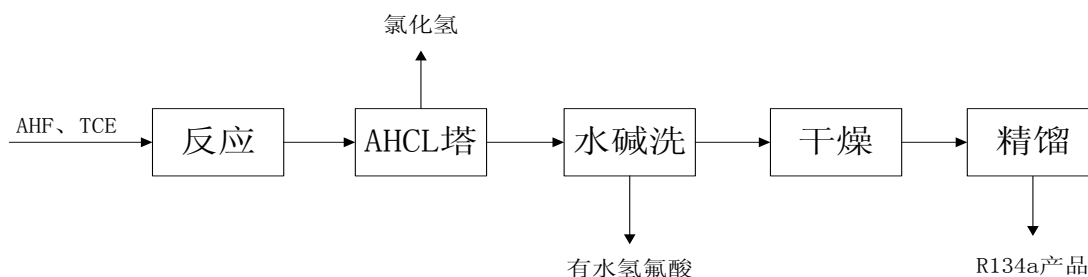 氯化氢
AHF、TCE
反应
AHCL塔
水碱洗
干燥
精馏
有水氢氟酸
R134a产品